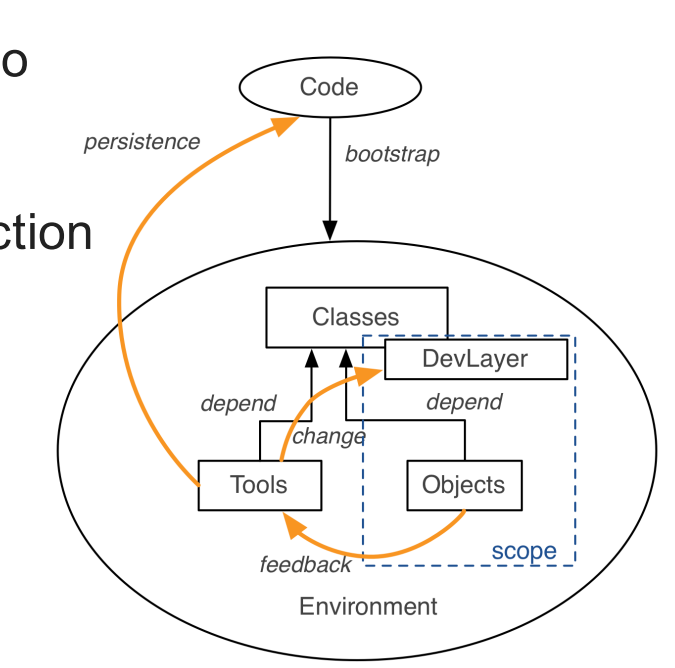 o
Code
persistence
bootstrap
ction
Classes
DevLayer
depend
depend
change
Tools
Objects
scope
feedback
Environment